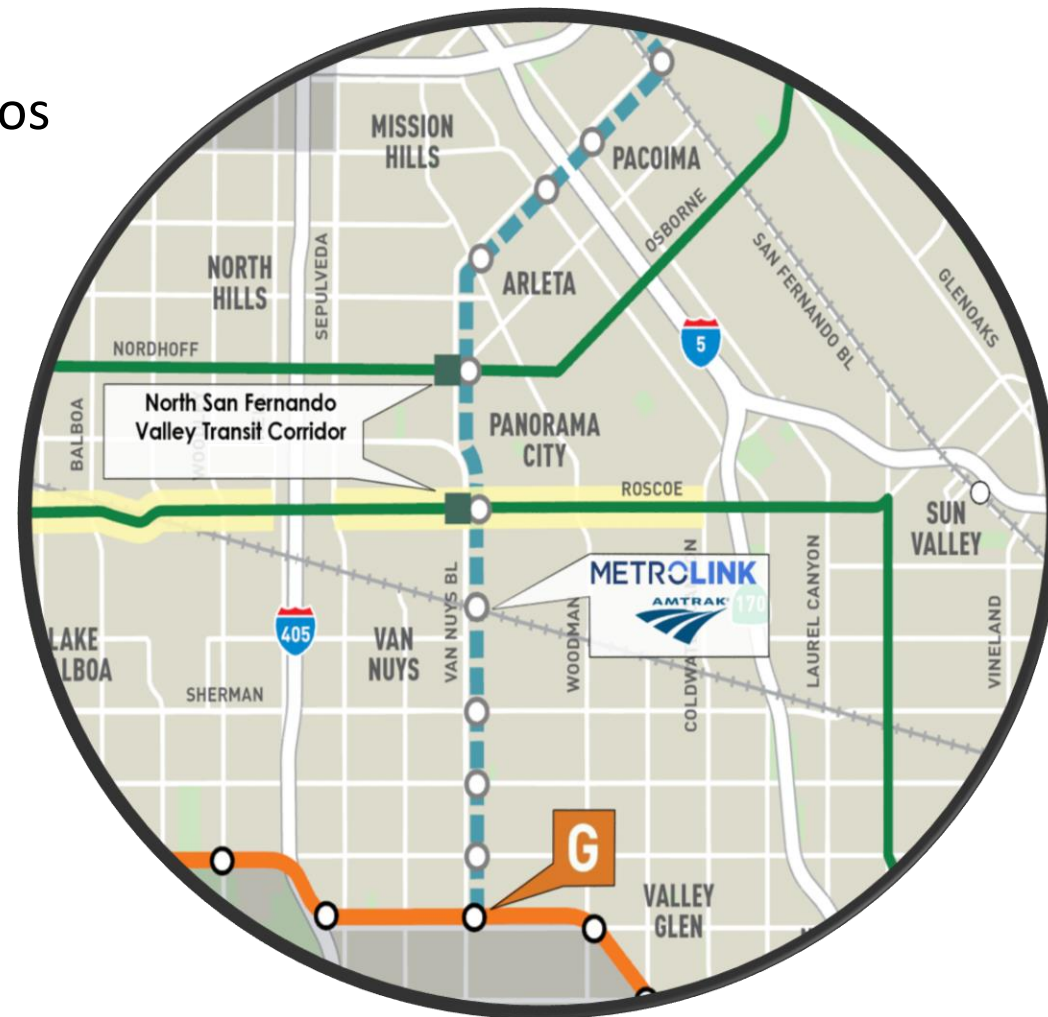 os
MISSION
HILLS
PACOIMA
OSBORNE
SAN FERNANDO BL
GLENOAKS
NORTH
HILLS
SEPULVEDA
ARLETA
5
NORDHOFF
BALBOA
North San Fernando
Valley Transit Corridor
PANORAMA
CITY
ROSCOE
SUN
VALLEY
METROLINK
AMTRAK
170
LAKE
405
VAN
NUYS
VAN NUYS BL
WOODMAN
LAUREL CANYON
VINELAND
SHERMAN
G
VALLEY
GLEN